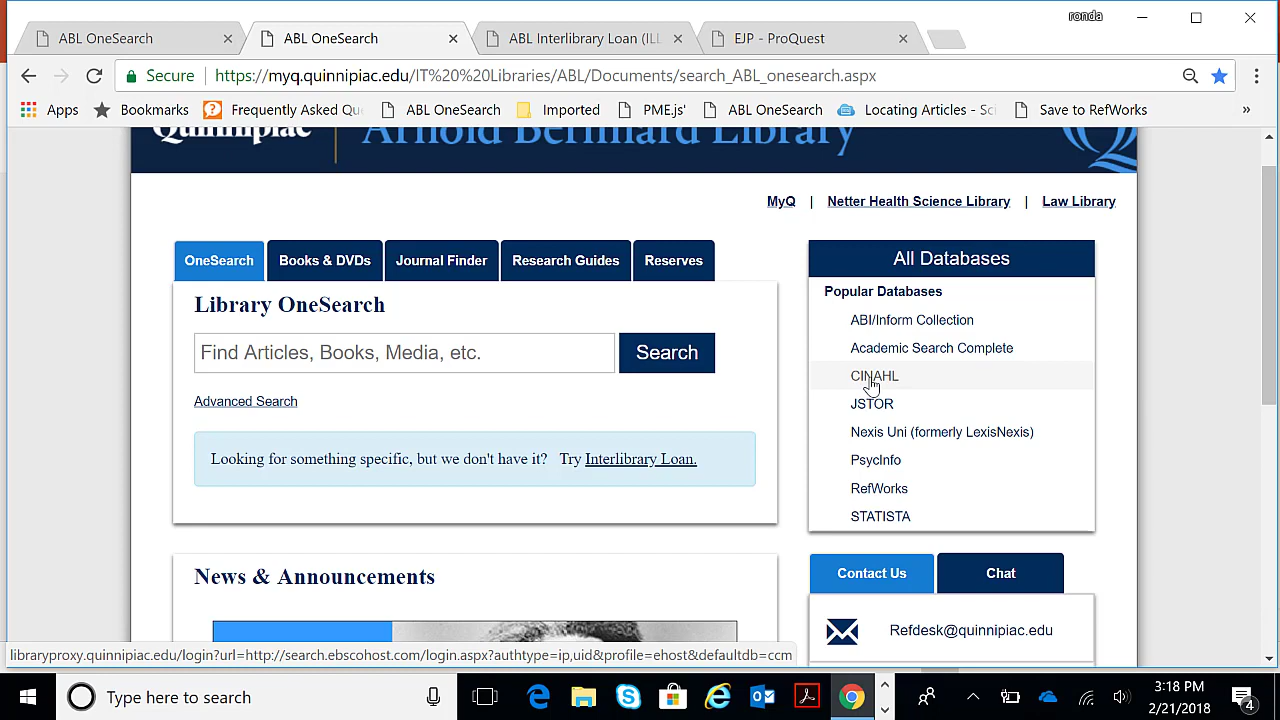 ronda
ABL OneSearch
ABL OneSearch
ABL Interlibrary Loan (ILL
EJP - ProQuest
Secure
https://myq.quinnipiac.edu/IT%20%20Libraries/ABL/Documents/search_ABL_onesearch.aspx
Apps
Bookmarks
Frequently Asked Qu
ABL OneSearch
Imported
PME.js'
ABL OneSearch
Locating Articles - Sci
Save to RefWorks
»
Quinnipiac
Arnold Bernhard Library
MyQ | Netter Health Science Library | Law Library
OneSearch
Books & DVDs
Journal Finder
Research Guides
Reserves
Library OneSearch
Find Articles, Books, Media, etc.
Search
Advanced Search
Looking for something specific, but we don't have it? Try Interlibrary Loan.
News & Announcements
All Databases
Popular Databases
ABI/Inform Collection
Academic Search Complete
CINAHL
JSTOR
Nexis Uni (formerly LexisNexis)
PsycInfo
RefWorks
STATISTA
Contact Us
Chat
Refdesk@quinnipiac.edu
libraryproxy.quinnipiac.edu/login?url=http://search.ebscohost.com/login.aspx?authtype=ip,uid&profile=ehost&defaultdb=ccm
Type here to search
3:18 PM
2/21/2018
4